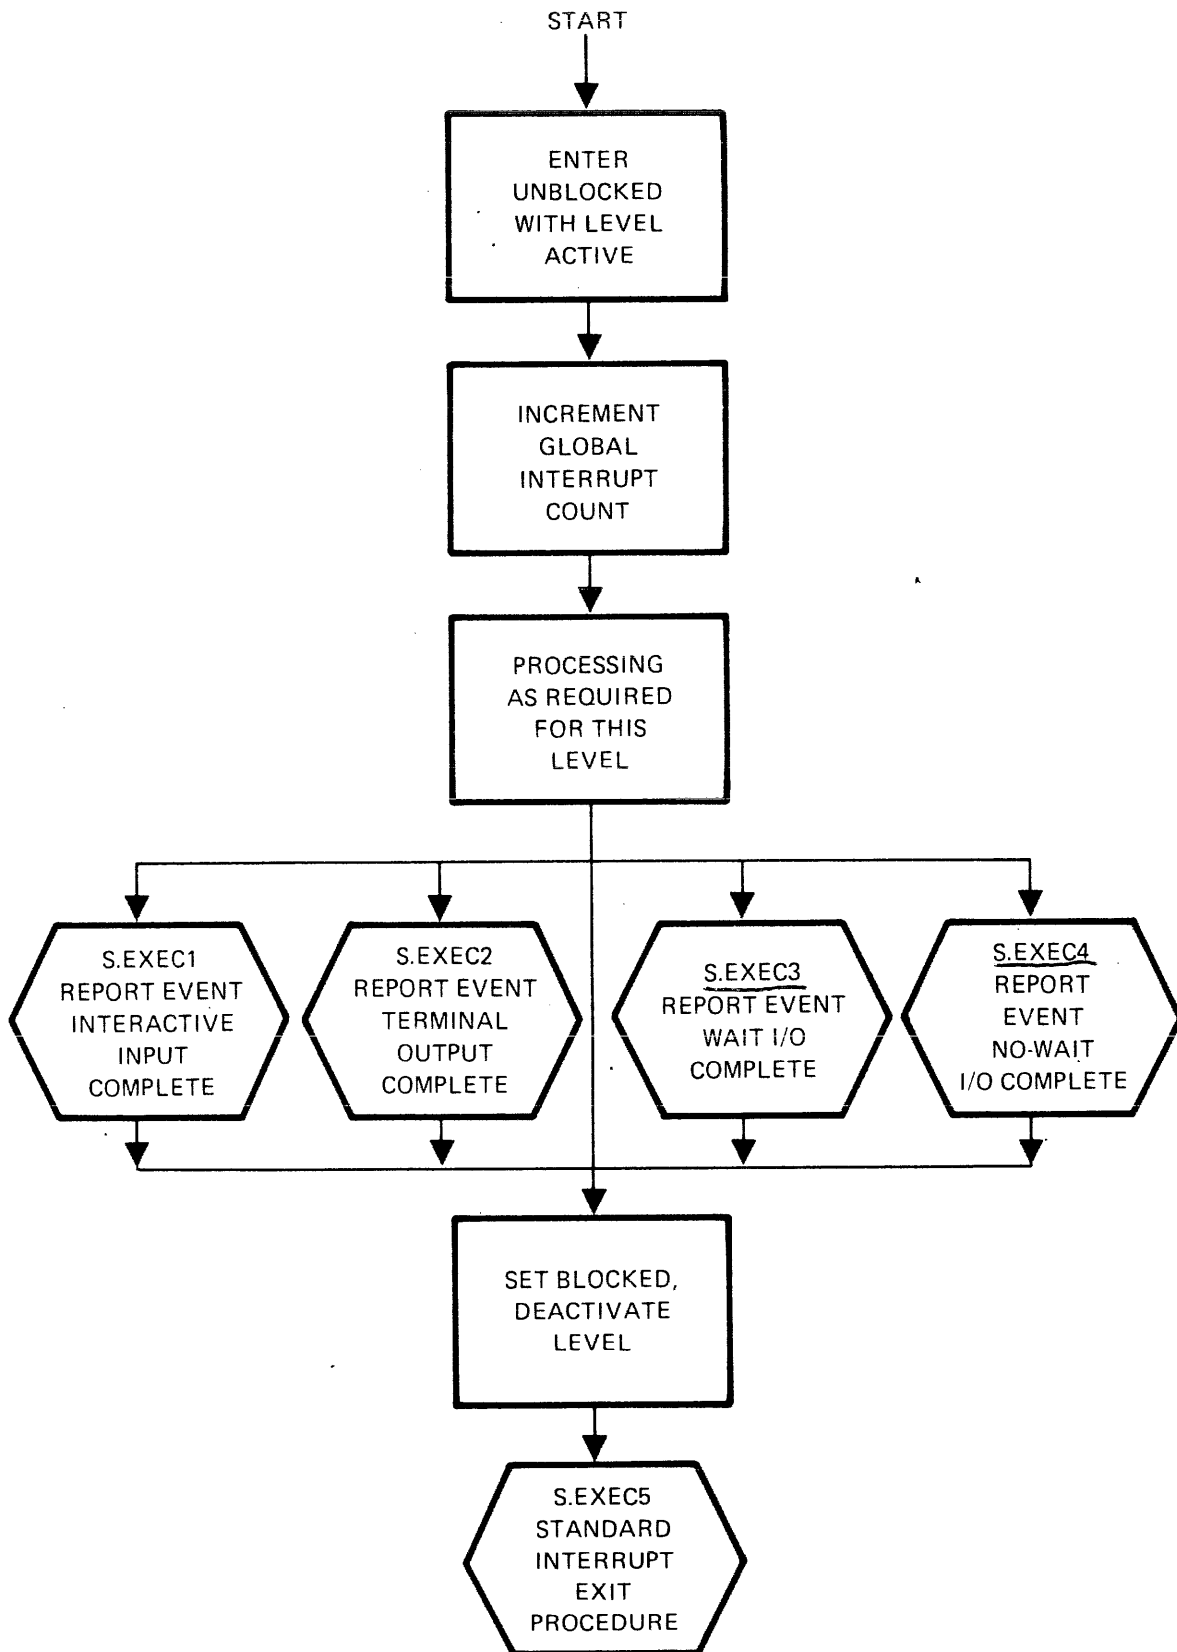 START
ENTER
UNBLOCKED
WITH LEVEL
ACTIVE
INCREMENT
GLOBAL
INTERRUPT
COUNT
PROCESSING
AS REQUIRED
FOR THIS
LEVEL
S.EXEC1
REPORT EVENT
INTERACTIVE
INPUT
COMPLETE
S.EXEC2
REPORT EVENT
TERMINAL
OUTPUT
COMPLETE
S.EXEC3
REPORT EVENT
WAIT I/O
COMPLETE
S.EXEC4
REPORT
EVENT
NO-WAIT
I/O COMPLETE
SET BLOCKED,
DEACTIVATE
LEVEL
S.EXEC5
STANDARD
INTERRUPT
EXIT
PROCEDURE